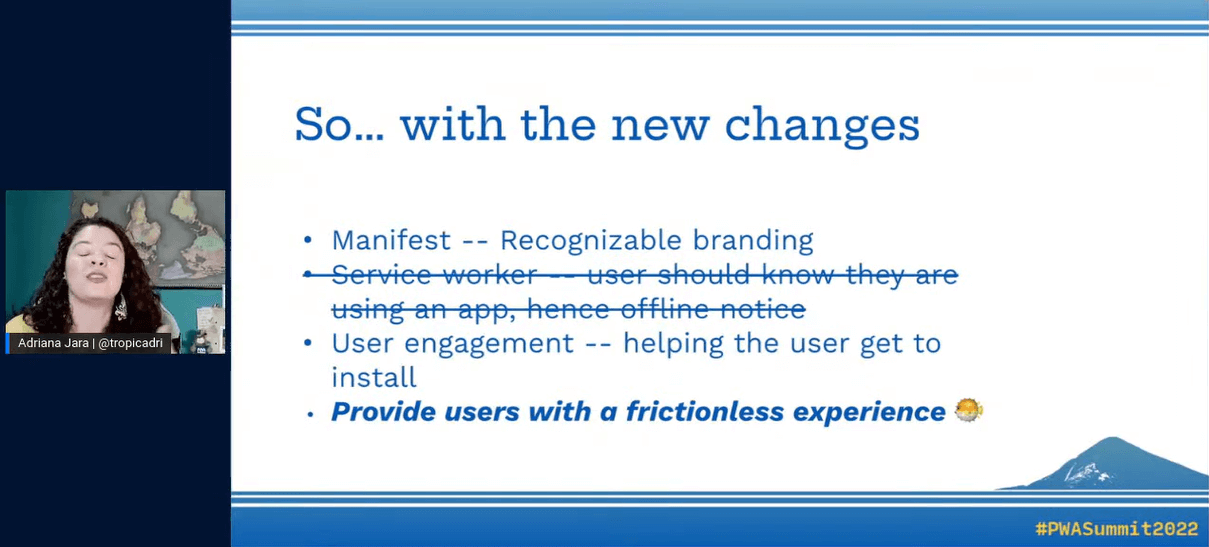 So... with the new changes
• Manifest -- Recognizable branding
• Service worker -- user should know they are
using an app, hence offline notice
• User engagement -- helping the user get to
install
• Provide users with a frictionless experience 🐡
Adriana Jara | @tropicadri
#PWASummit2022